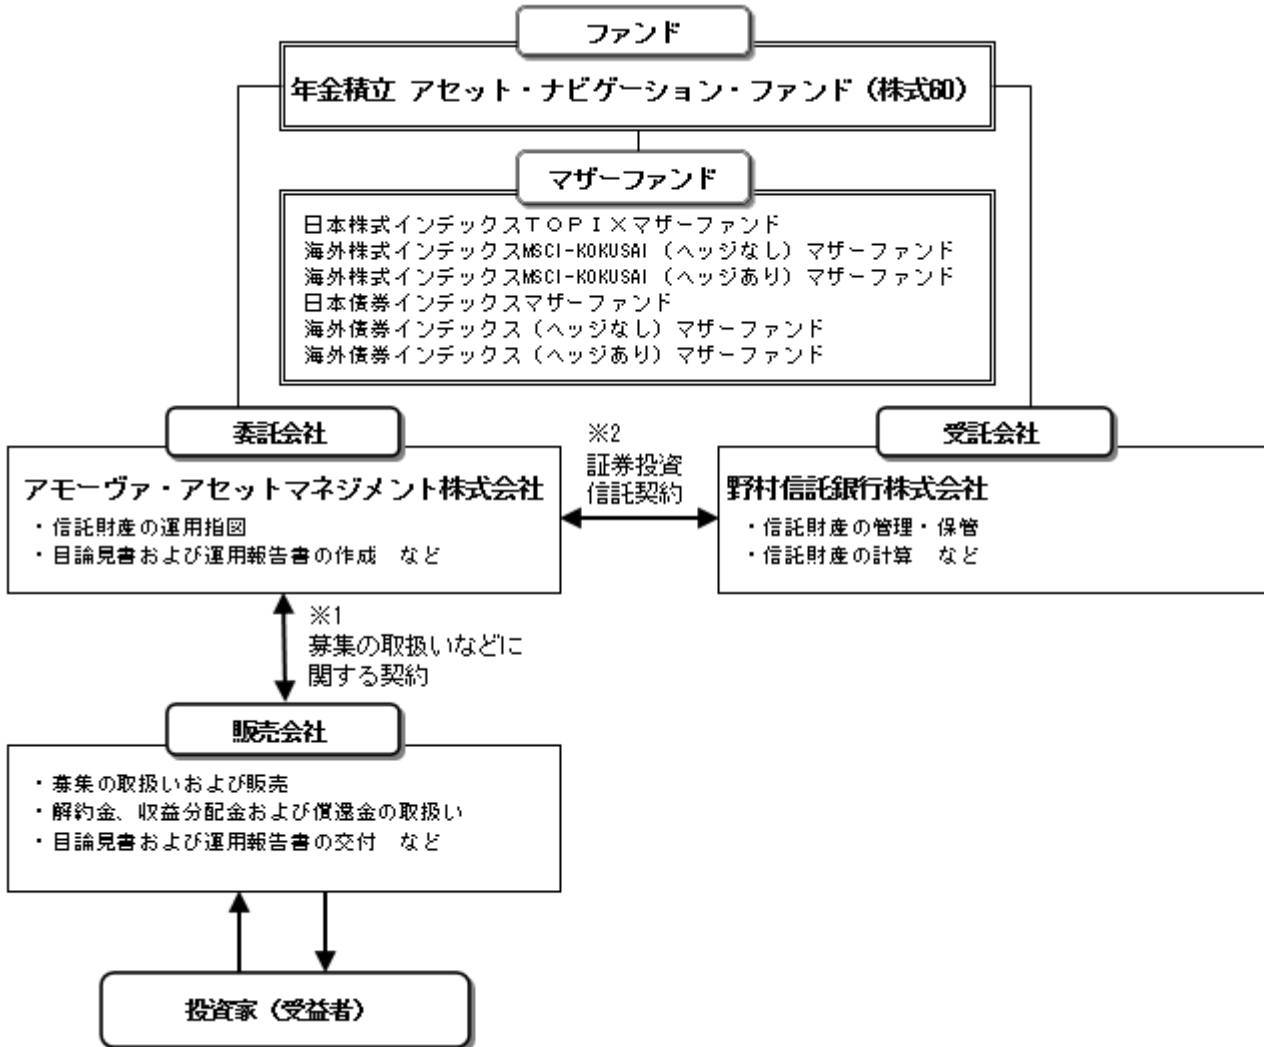 ファンド
年金積立 アセット・ナビゲーション・ファンド（株式60）
マザーファンド
日本株式インデックスＴＯＰＩＸマザーファンド
海外株式インデックスMSCI-KOKUSAI（ヘッジなし）マザーファンド
海外株式インデックスMSCI-KOKUSAI（ヘッジあり）マザーファンド
日本債券インデックスマザーファンド
海外債券インデックス（ヘッジなし）マザーファンド
海外債券インデックス（ヘッジあり）マザーファンド
委託会社
アモーヴァ・アセットマネジメント株式会社
・信託財産の運用指図
・目論見書および運用報告書の作成　など
※2
証券投資
信託契約
受託会社
野村信託銀行株式会社
・信託財産の管理・保管
・信託財産の計算　など
※1
募集の取扱いなどに
関する契約
販売会社
・募集の取扱いおよび販売
・解約金、収益分配金および償還金の取扱い
・目論見書および運用報告書の交付　など
投資家（受益者）